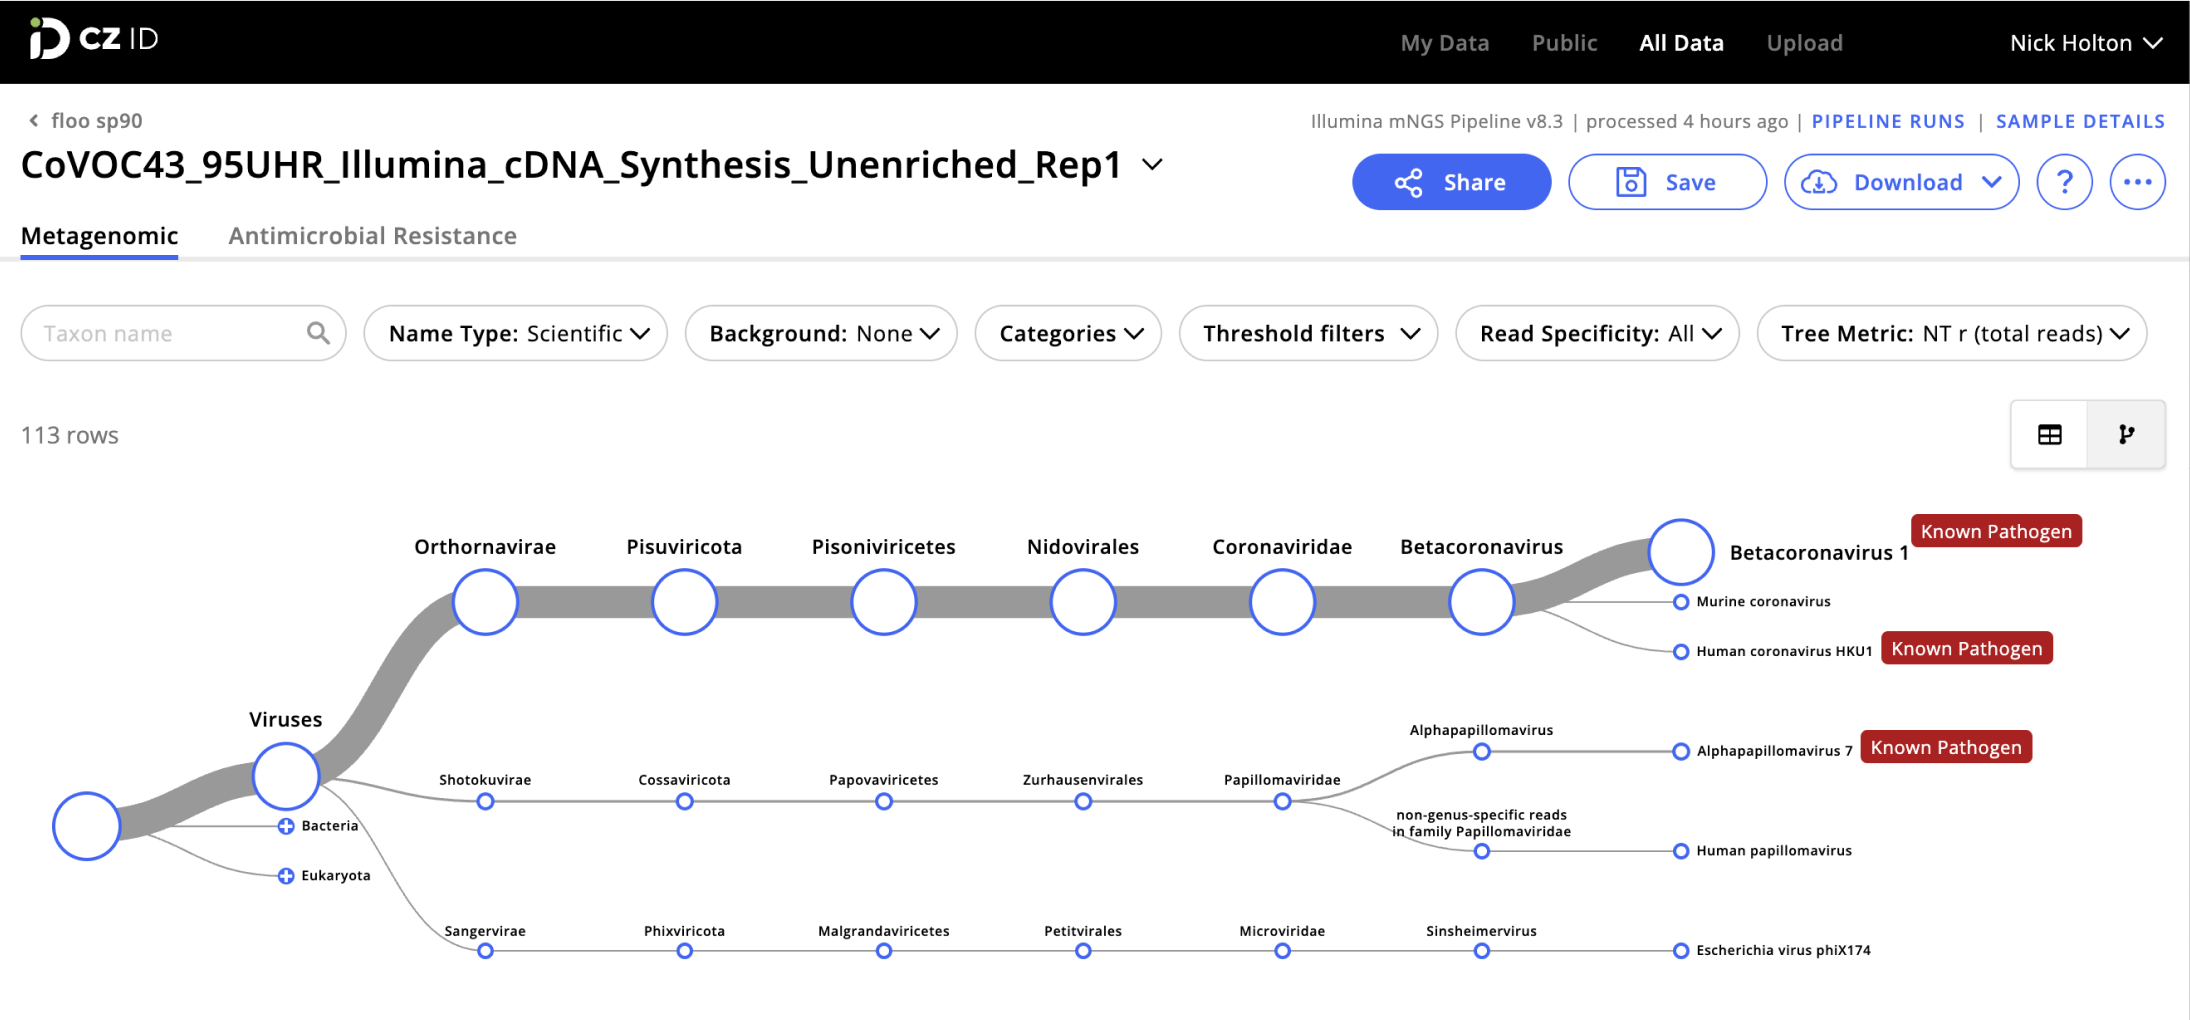 CZ ID
My Data Public All Data Upload Nick Holton
floo sp90
Illumina mNGS Pipeline v8.3 | processed 4 hours ago | PIPELINE RUNS | SAMPLE DETAILS
CoVOC43_95UHR_Illumina_cDNA_Synthesis_Unenriched_Rep1
Share Save Download ? ...
Metagenomic Antimicrobial Resistance
Taxon name Name Type: Scientific Background: None Categories Threshold filters Read Specificity: All Tree Metric: NT r (total reads)
113 rows
Known Pathogen
Orthornavirae Pisuviricota Pisoniviricetes Nidovirales Coronaviridae Betacoronavirus Betacoronavirus 1
Murine coronavirus
Human coronavirus HKU1 Known Pathogen
Viruses
Alphapapillomavirus
Alphapapillomavirus 7 Known Pathogen
Shotokuvirae Cossaviricota Papovaviricetes Zurhausenvirales Papillomaviridae
non-genus-specific reads
in family Papillomaviridae
Bacteria
Human papillomavirus
Eukaryota
Sangervirae Phixviricota Malgrandaviricetes Petitvirales Microviridae Sinsheimervirus
Escherichia virus phiX174